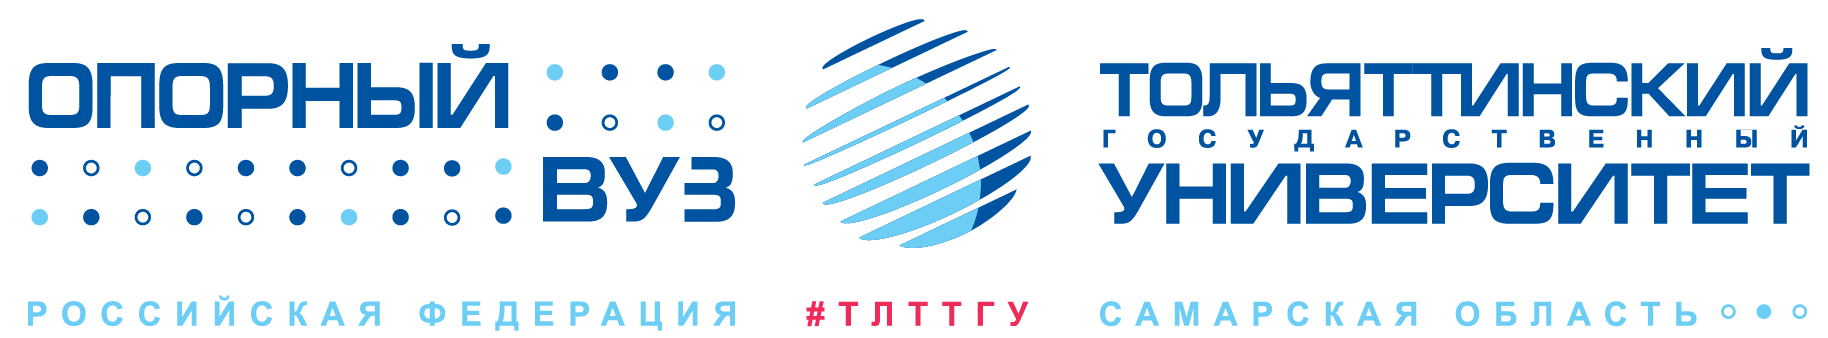 ОПОРНЫЙ
ВУЗ
ТОЛЬЯТТИНСКИЙ
ГОСУДАРСТВЕННЫЙ
УНИВЕРСИТЕТ
РОССИЙСКАЯ ФЕДЕРАЦИЯ
#ТЛТТГУ
САМАРСКАЯ ОБЛАСТЬ